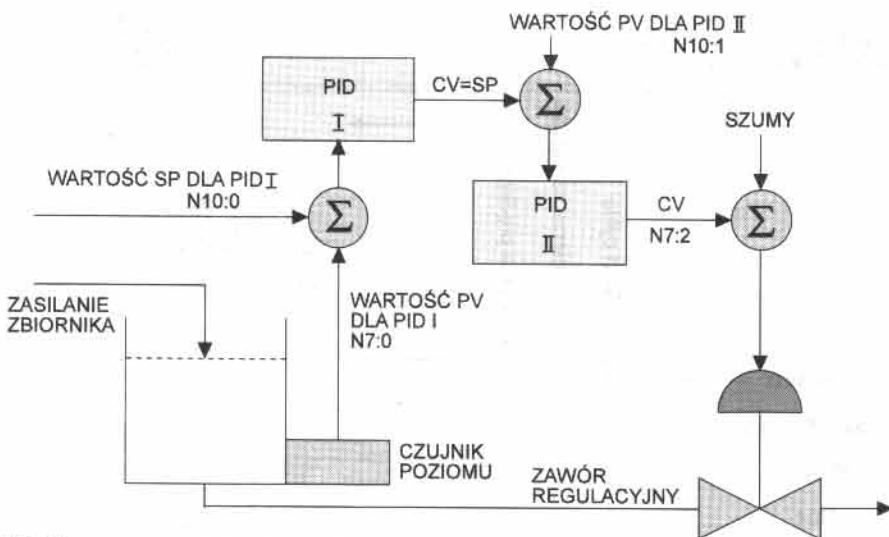 WARTOŚĆ PV DLA PID II
N10:1
PID
I
CV=SP
Σ
SZUMY
WARTOŚĆ SP DLA PID I
N10:0
Σ
PID
II
CV
N7:2
Σ
ZASILANIE
ZBIORNIKA
WARTOŚĆ PV
DLA PID I
N7:0
CZUJNIK
POZIOMU
ZAWÓR
REGULACYJNY